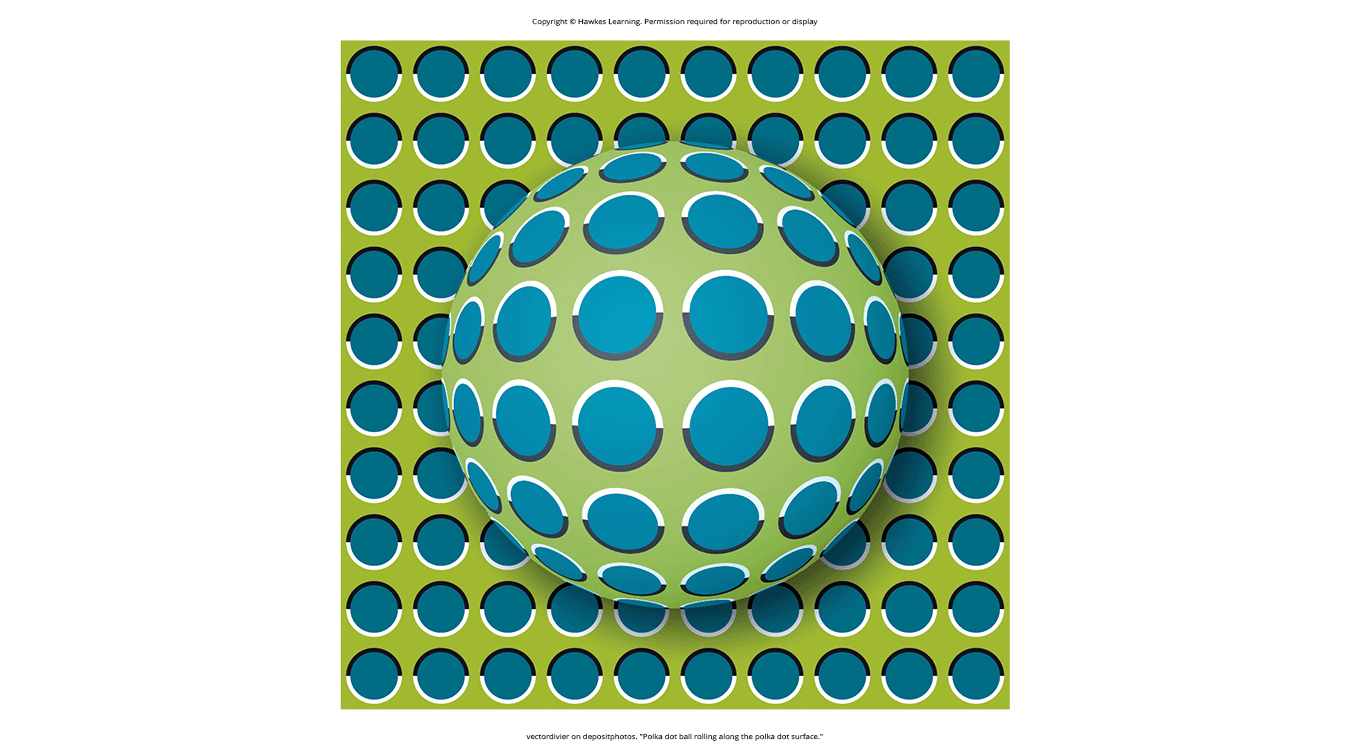 Copyright © Hawkes Learning. Permission required for reproduction or display
vectordivier on depositphotos. "Polka dot ball rolling along the polka dot surface."